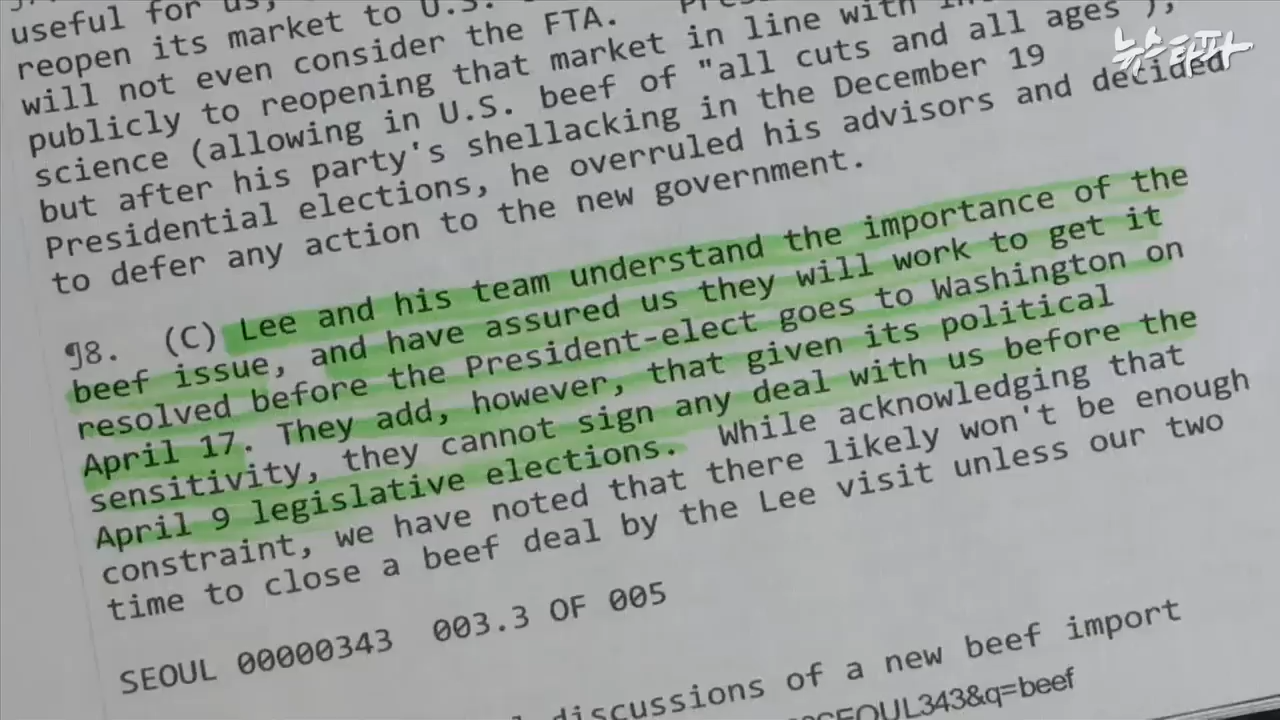 useful for us,
reopen its market to U.S.
will not even consider the FTA.
publicly to reopening that market in line with
science (allowing in U.S. beef of "all cuts and all ages"),
but after his party's shellacking in the December 19
Presidential elections, he overruled his advisors and decided
to defer any action to the new government.
¶8. (C) Lee and his team understand the importance of the
beef issue, and have assured us they will work to get it
resolved before the President-elect goes to Washington on
April 17. They add, however, that given its political
sensitivity, they cannot sign any deal with us before the
April 9 legislative elections. While acknowledging that
constraint, we have noted that there likely won't be enough
time to close a beef deal by the Lee visit unless our two
SEOUL 00000343 003.3 OF 005
discussions of a new beef import
SEOUL343&q=beef
뉴스타파